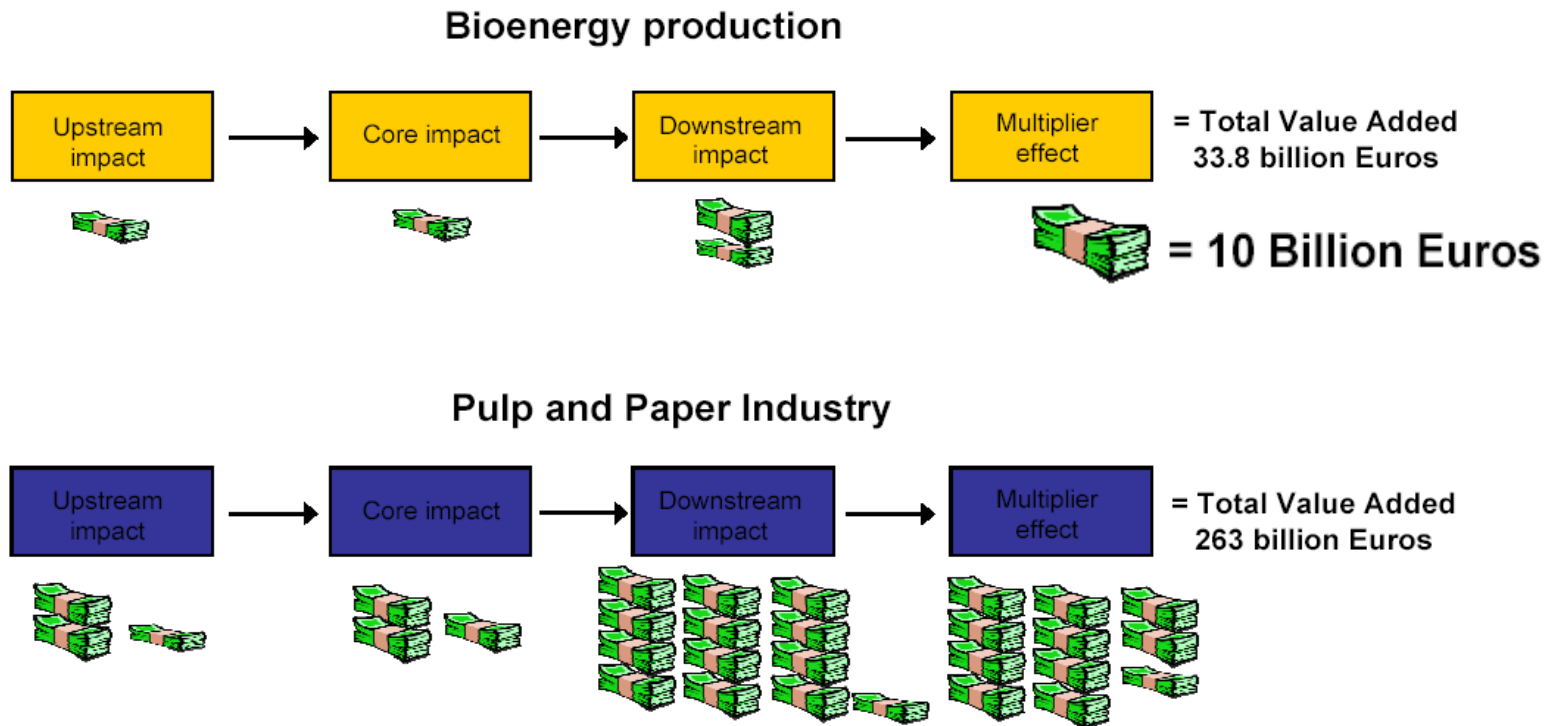 Bioenergy production
Upstream
impact
Core impact
Downstream
impact
Multiplier
effect
= Total Value Added
33.8 billion Euros
= 10 Billion Euros
Pulp and Paper Industry
Upstream
impact
Core impact
Downstream
impact
Multiplier
effect
= Total Value Added
263 billion Euros